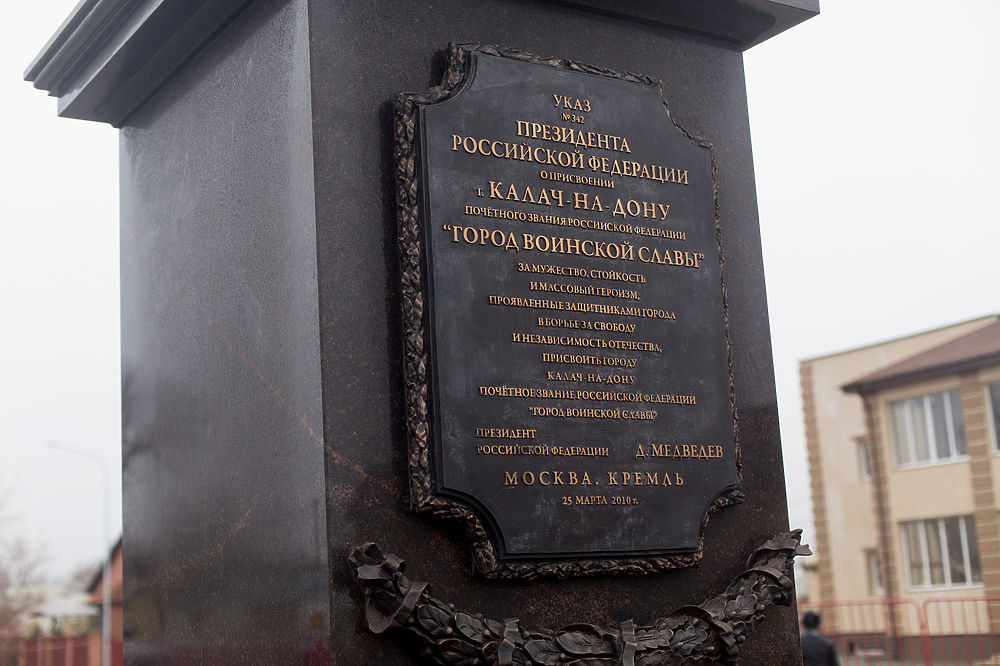 УКАЗ
№ 342
ПРЕЗИДЕНТА
РОССИЙСКОЙ ФЕДЕРАЦИИ
О ПРИСВОЕНИИ
г. КАЛАЧ-НА-ДОНУ
ПОЧЁТНОГО ЗВАНИЯ РОССИЙСКОЙ ФЕДЕРАЦИИ
"ГОРОД ВОИНСКОЙ СЛАВЫ"
ЗА МУЖЕСТВО, СТОЙКОСТЬ
И МАССОВЫЙ ГЕРОИЗМ,
ПРОЯВЛЕННЫЕ ЗАЩИТНИКАМИ ГОРОДА
В БОРЬБЕ ЗА СВОБОДУ
И НЕЗАВИСИМОСТЬ ОТЕЧЕСТВА,
ПРИСВОИТЬ ГОРОДУ
КАЛАЧ-НА-ДОНУ
ПОЧЁТНОЕ ЗВАНИЕ РОССИЙСКОЙ ФЕДЕРАЦИИ
"ГОРОД ВОИНСКОЙ СЛАВЫ"
ПРЕЗИДЕНТ
РОССИЙСКОЙ ФЕДЕРАЦИИ Д. МЕДВЕДЕВ
МОСКВА. КРЕМЛЬ
25 МАРТА 2010 г.